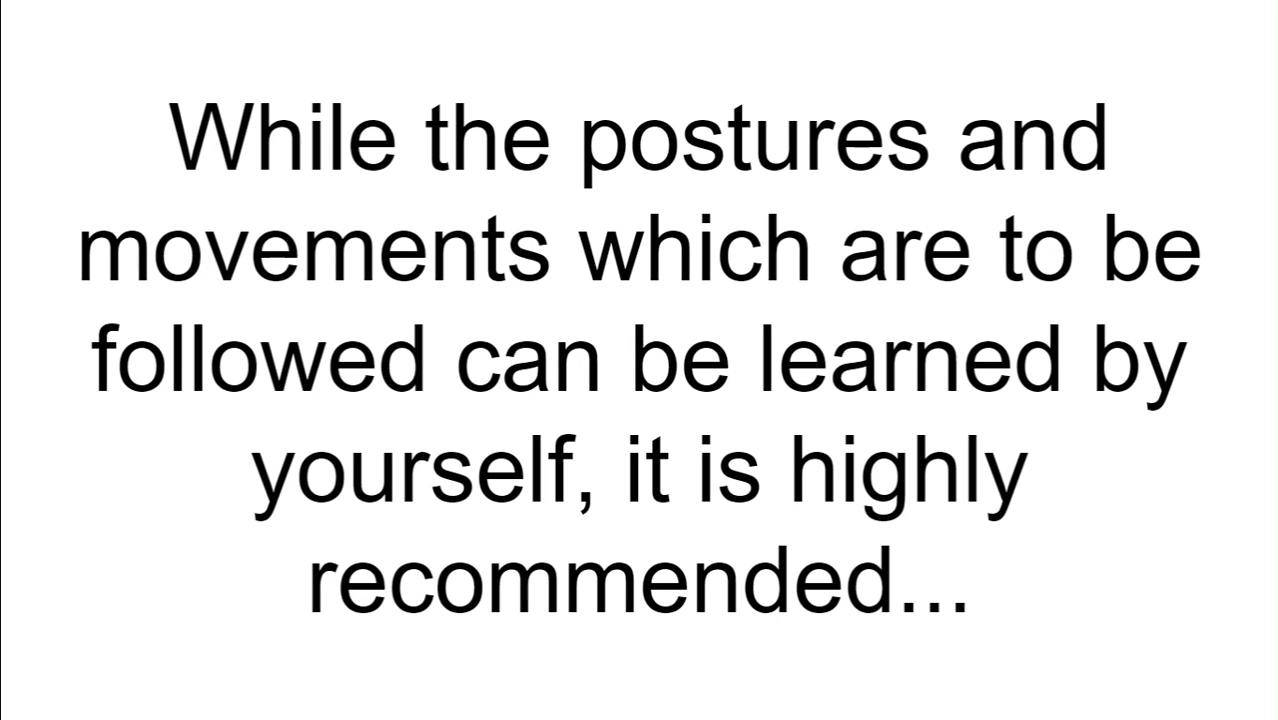 While the postures and
movements which are to be
followed can be learned by
yourself, it is highly
recommended...